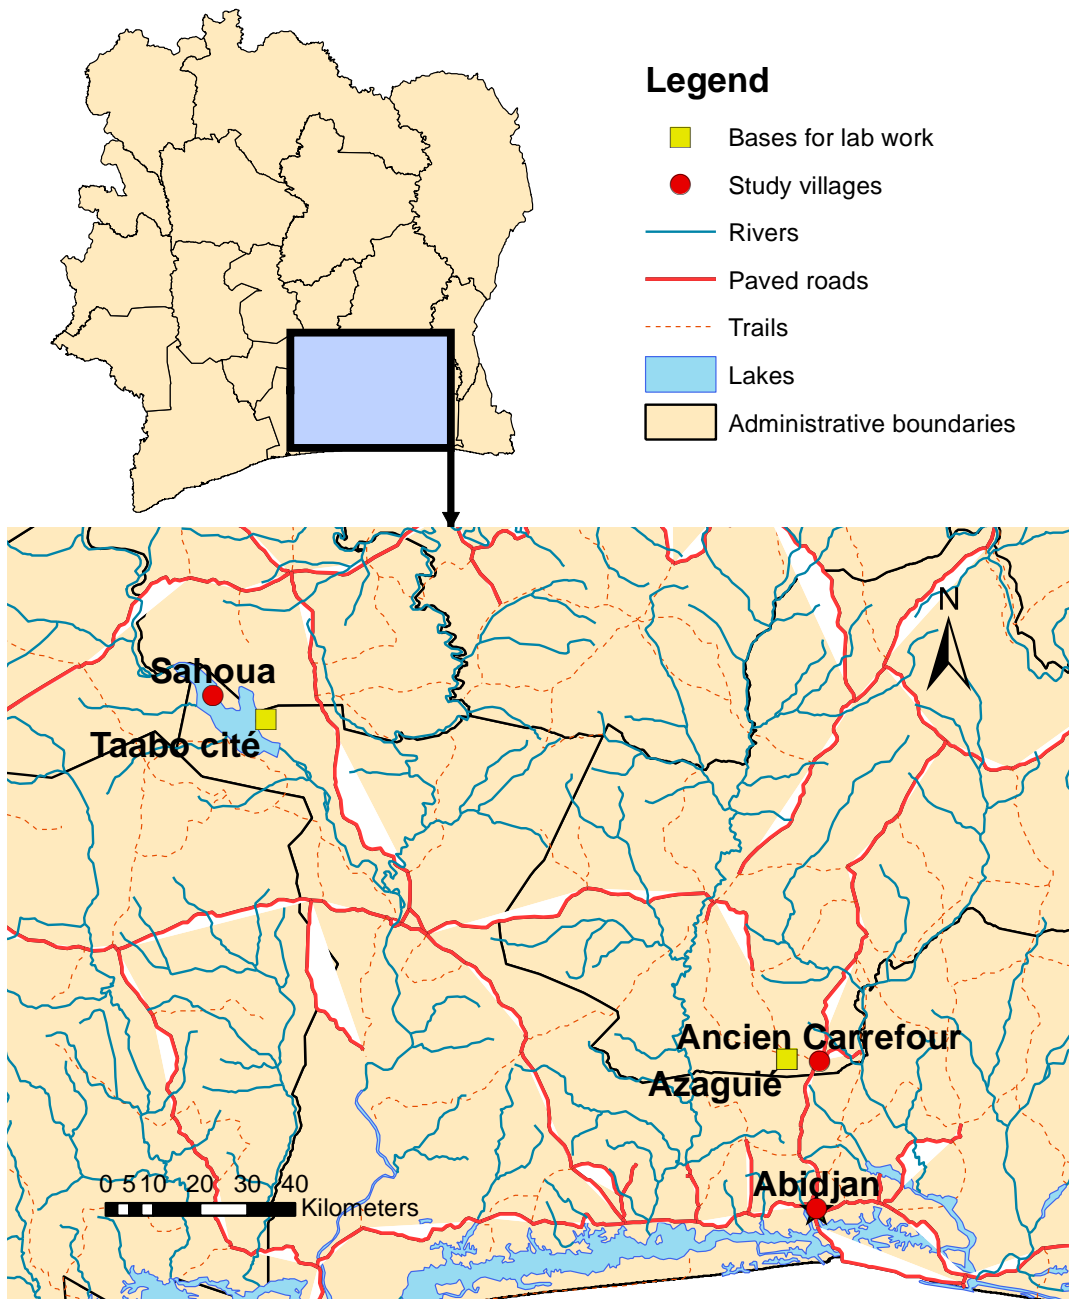 Legend
Bases for lab work
Study villages
Rivers
Paved roads
Trails
Lakes
Administrative boundaries
N
Sahoua
Taabo cité
Ancien Carrefour
Azaguié
Abidjan
0 5 10 20 30 40
Kilometers